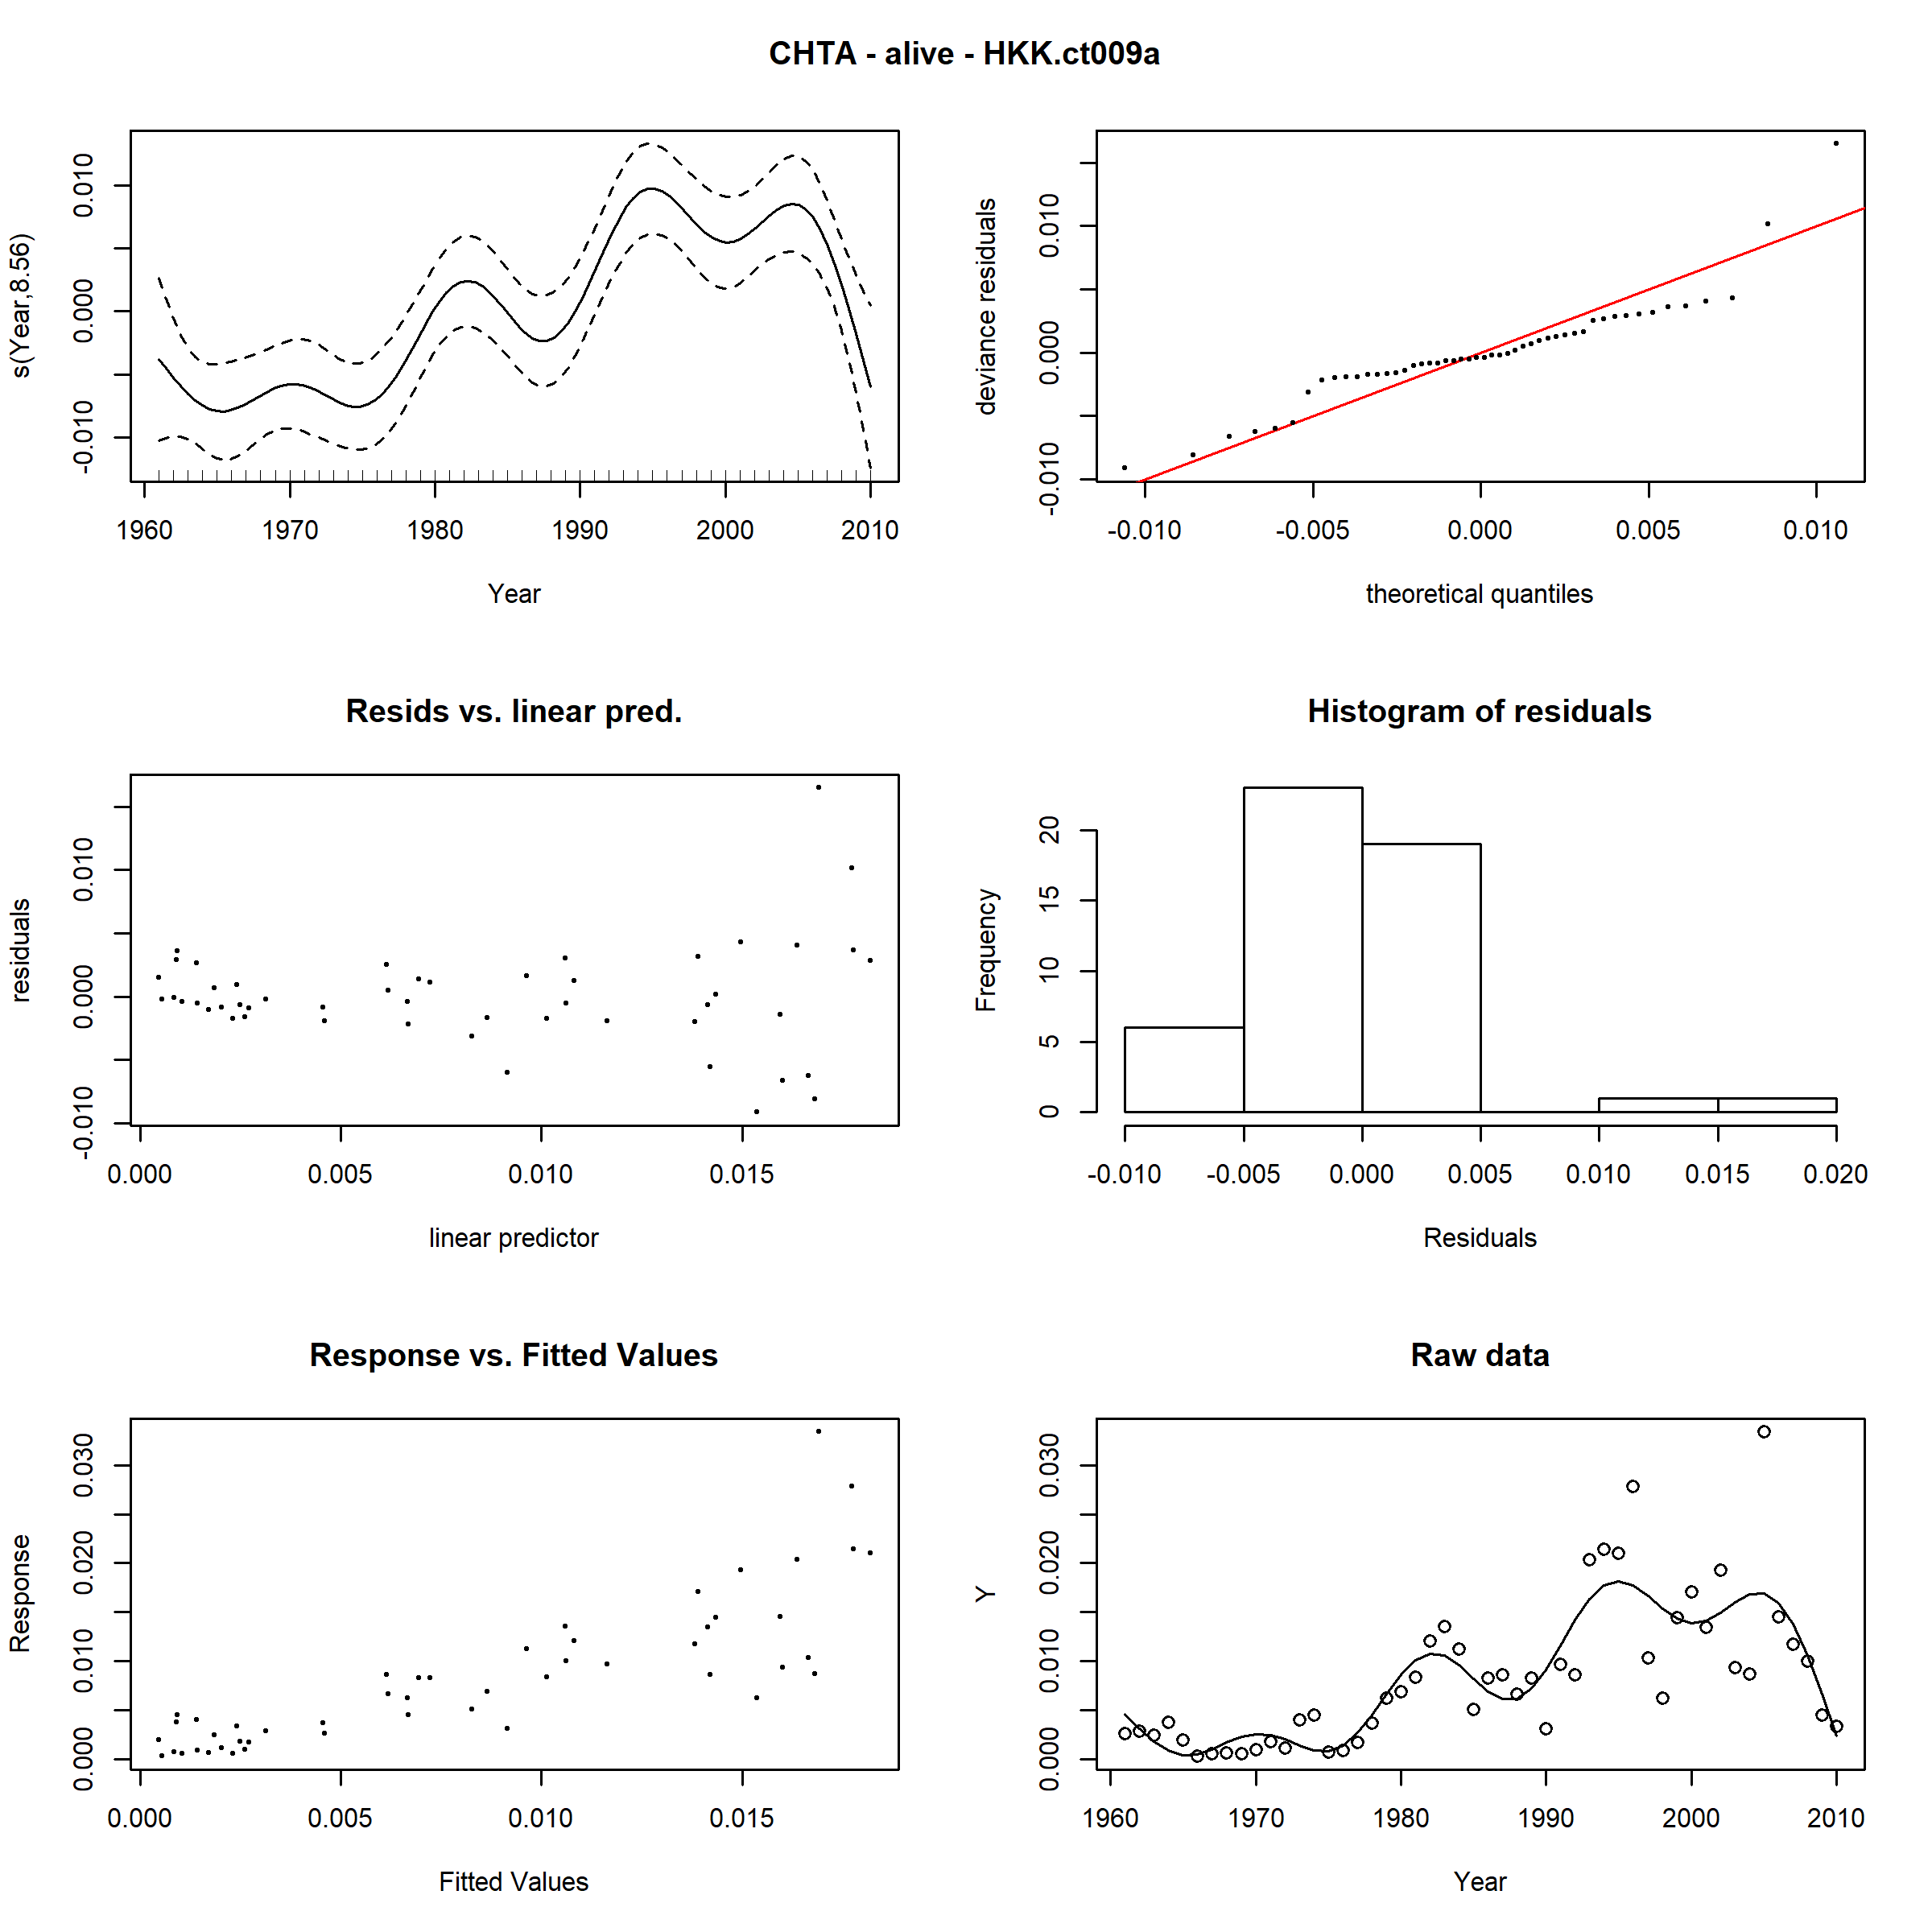 CHTA - alive - HKK.ct009a
s(Year,8.56)
0.010
0.000
-0.010
1960 1970 1980 1990 2000 2010
Year
deviance residuals
0.010
0.000
-0.010
-0.010 -0.005 0.000 0.005 0.010
theoretical quantiles
Resids vs. linear pred.
residuals
0.010
0.000
-0.010
0.000 0.005 0.010 0.015
linear predictor
Histogram of residuals
Frequency
20
15
10
5
0
-0.010 -0.005 0.000 0.005 0.010 0.015 0.020
Residuals
Response vs. Fitted Values
Response
0.030
0.020
0.010
0.000
0.000 0.005 0.010 0.015
Fitted Values
Raw data
Y
0.030
0.020
0.010
0.000
1960 1970 1980 1990 2000 2010
Year